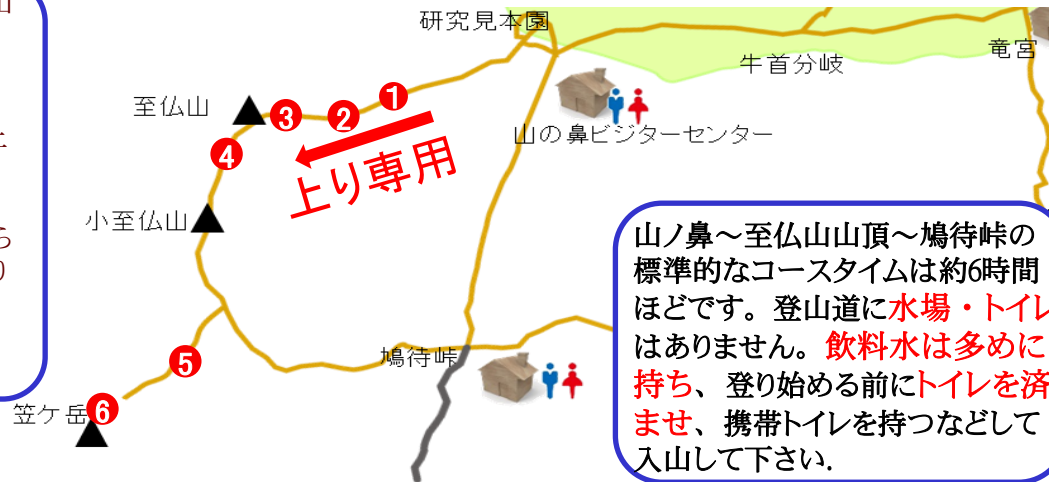 研究見本園
竜宮
牛首分岐
至仏山
❶
❷
❸
山の鼻ビジターセンター
❹
上り専用
小至仏山
山ノ鼻～至仏山山頂～鳩待峠の
標準的なコースタイムは約6時間
ほどです。登山道に水場・トイレ
はありません。飲料水は多めに
持ち、登り始める前にトイレを済
ませ、携帯トイレを持つなどして
入山して下さい.
鳩待峠
❺
笠ケ岳
❻